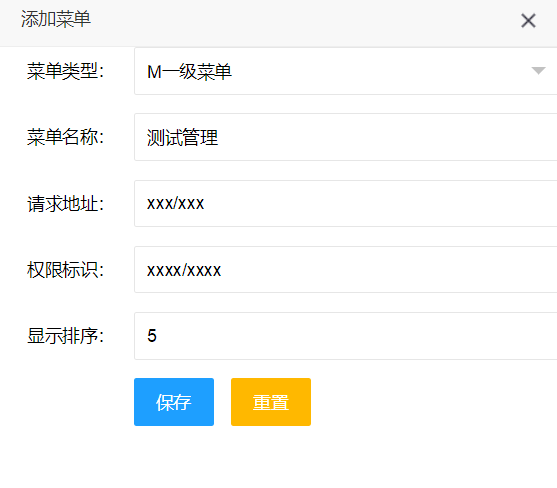 添加菜单
菜单类型: M一级菜单
菜单名称: 测试管理
请求地址: xxx/xxx
权限标识: xxxx/xxxx
显示排序: 5
保存 重置